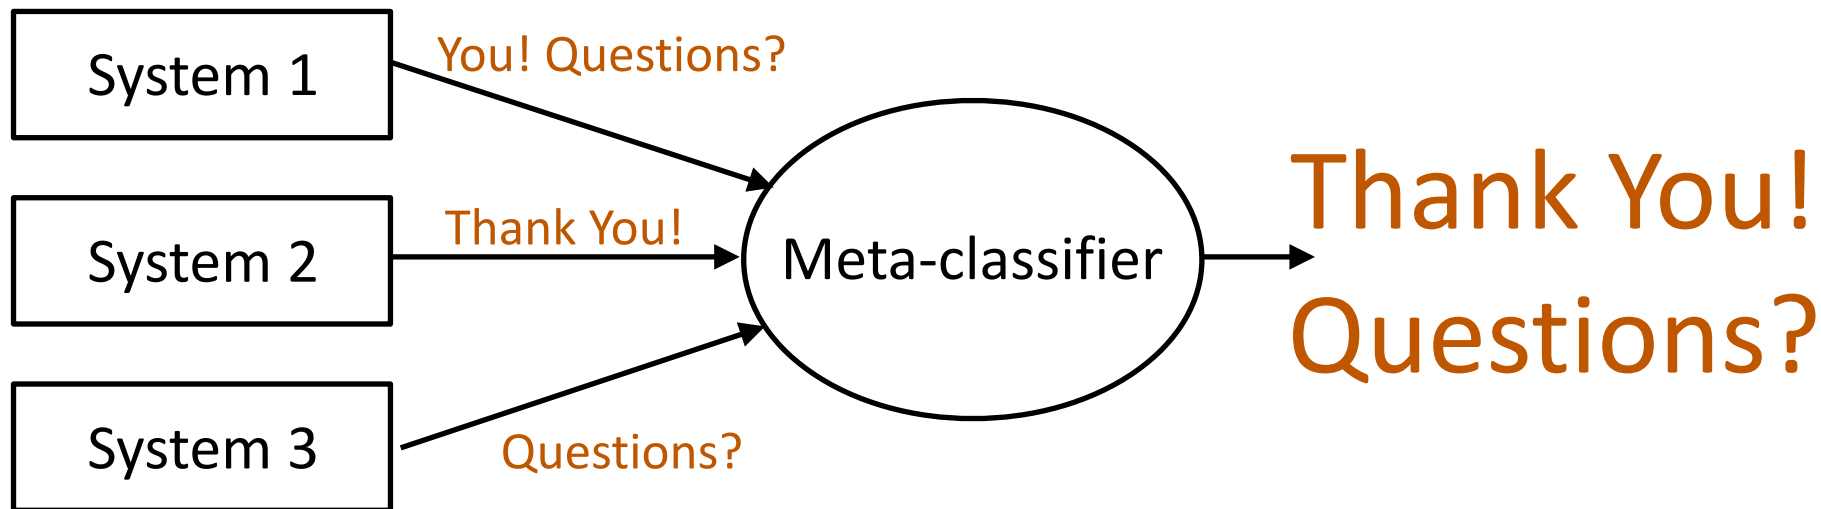 System 1
You! Questions?
System 2
Thank You!
Meta-classifier
System 3
Questions?
Thank You!
Questions?